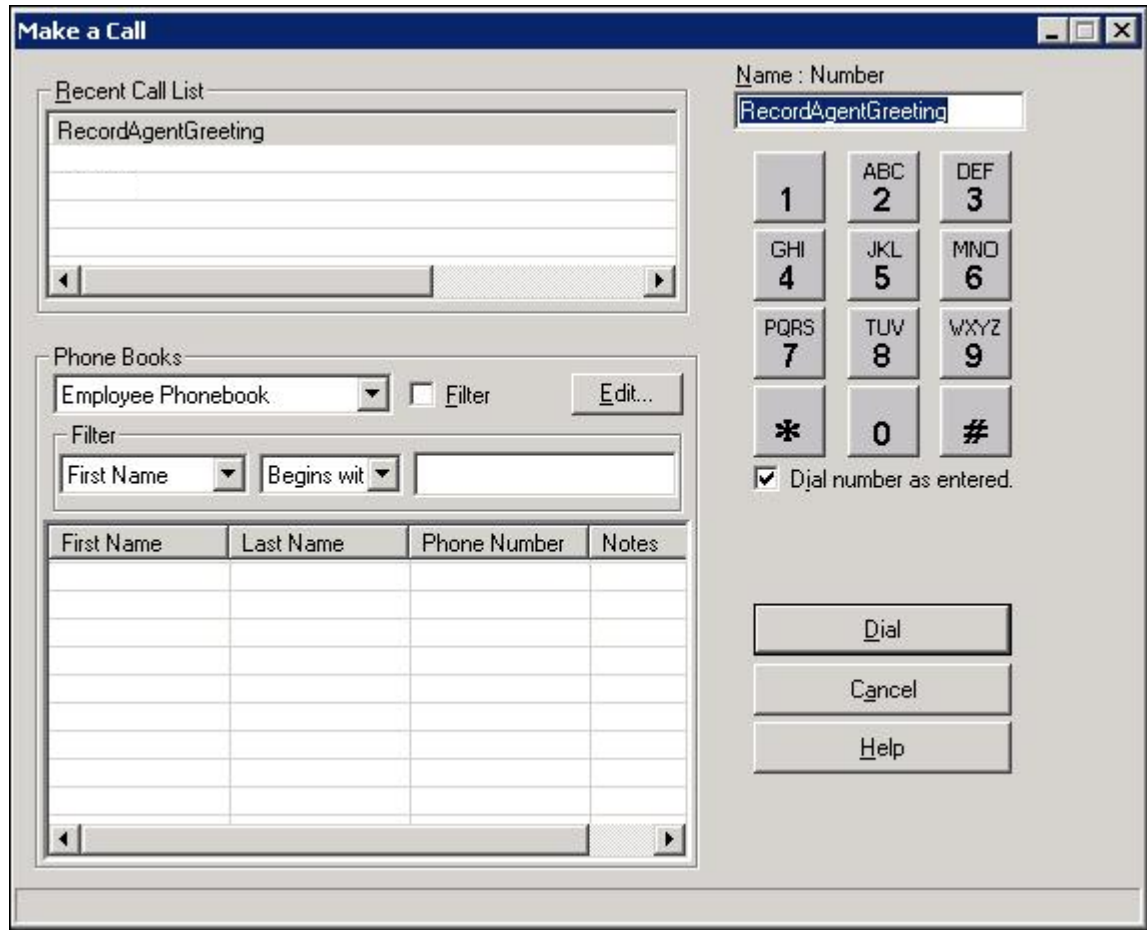 Make a Call
Recent Call List
RecordAgentGreeting
Name : Number
RecordAgentGreeting
1
ABC
2
DEF
3
GHI
4
JKL
5
MNO
6
PQRS
7
TUV
8
WXYZ
9
*
0
#
Dial number as entered.
Phone Books
Employee Phonebook
Filter
Edit...
Filter
First Name
Begins wit
First Name Last Name Phone Number Notes
Dial
Cancel
Help